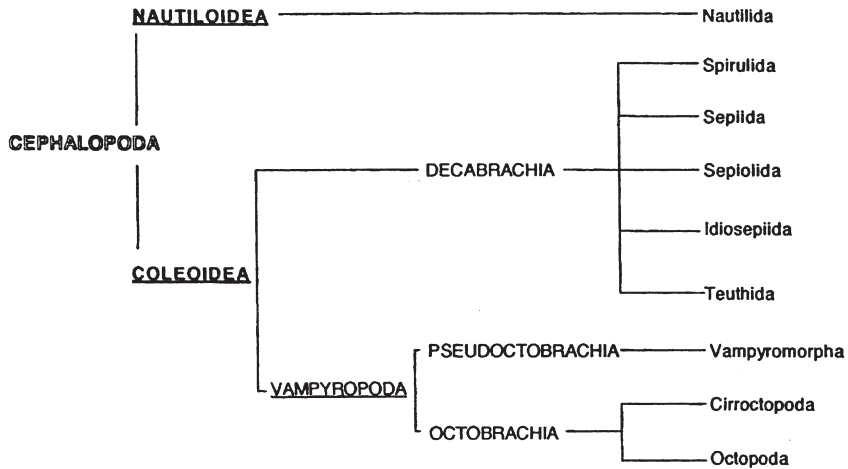 NAUTILOIDEA Nautilida
Spirulida
Sepiida
CEPHALOPODA
DECABRACHIA Sepiolida
Idiosepiida
COLEOIDEA
Teuthida
PSEUDOCTOBRACHIA Vampyromorpha
VAMPYROPODA
Cirroctopoda
OCTOBRACHIA
Octopoda